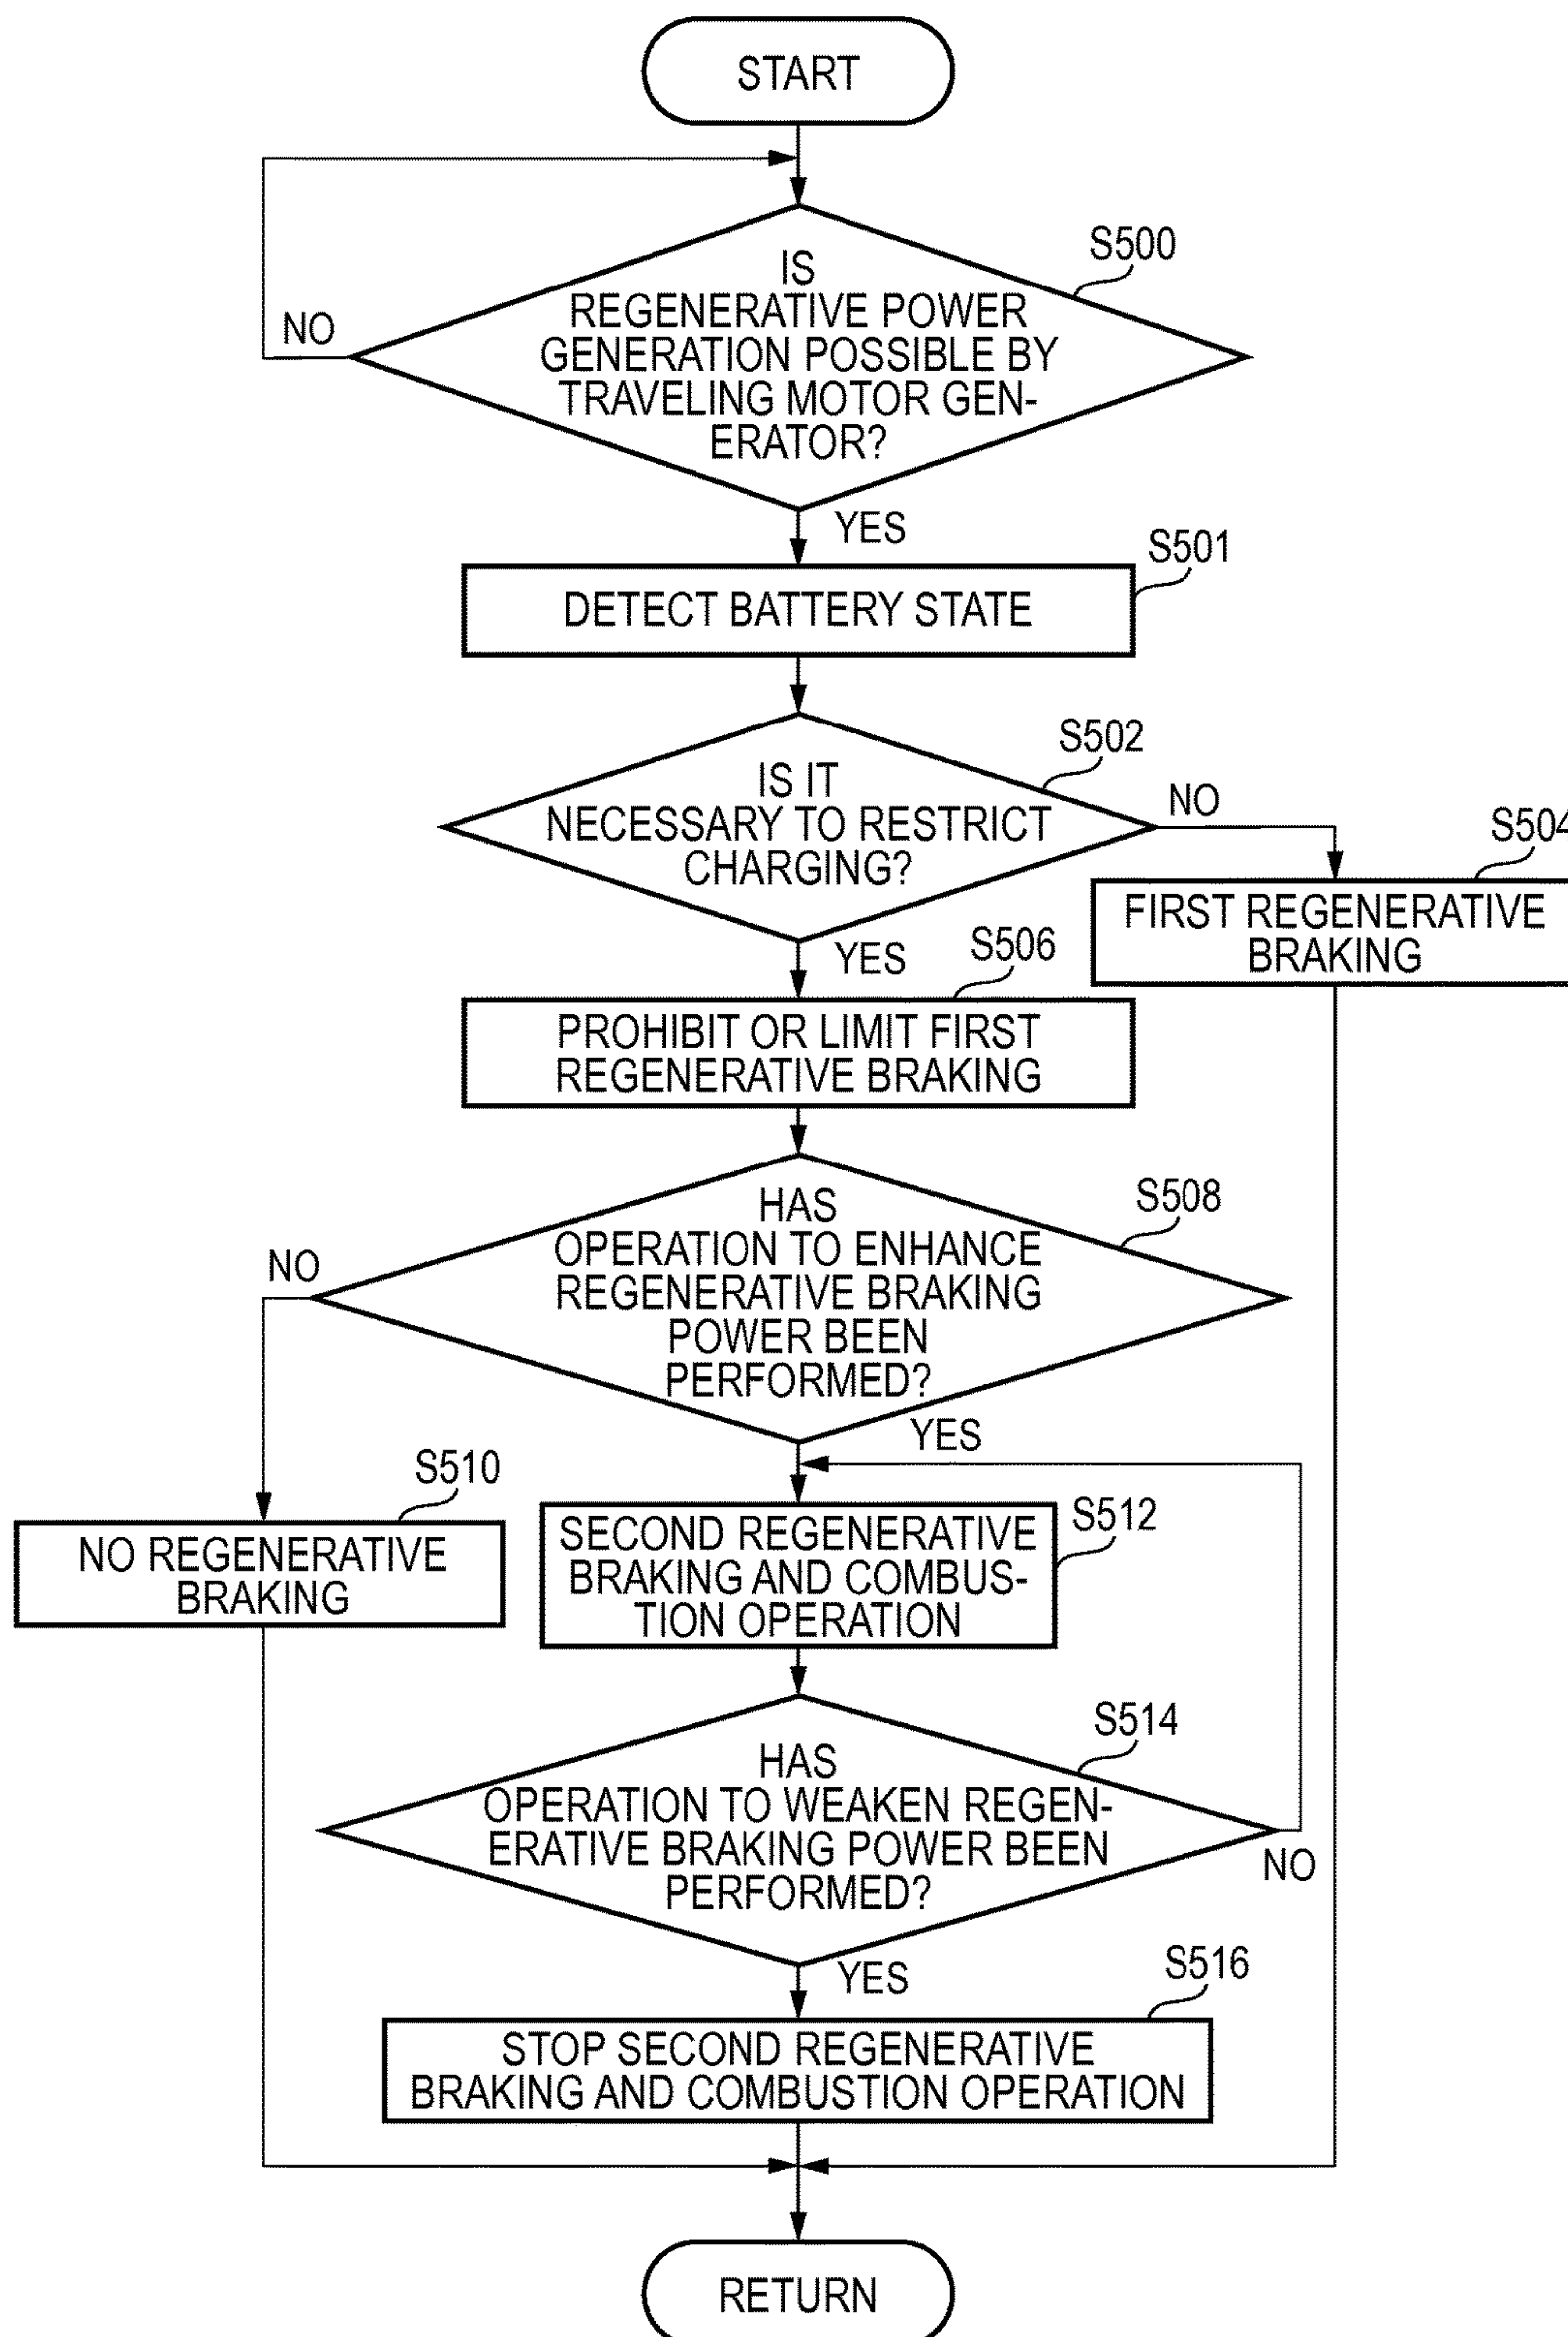 START
S500
IS
REGENERATIVE POWER
GENERATION POSSIBLE BY
TRAVELING MOTOR GEN-
ERATOR?
NO
YES
S501
DETECT BATTERY STATE
S502
IS IT
NECESSARY TO RESTRICT
CHARGING?
NO
S504
FIRST REGENERATIVE
BRAKING
YES
S506
PROHIBIT OR LIMIT FIRST
REGENERATIVE BRAKING
S508
HAS
OPERATION TO ENHANCE
REGENERATIVE BRAKING
POWER BEEN
PERFORMED?
NO
YES
S510
NO REGENERATIVE
BRAKING
S512
SECOND REGENERATIVE
BRAKING AND COMBUS-
TION OPERATION
S514
HAS
OPERATION TO WEAKEN REGEN-
ERATIVE BRAKING POWER BEEN
PERFORMED?
NO
YES
S516
STOP SECOND REGENERATIVE
BRAKING AND COMBUSTION OPERATION
RETURN